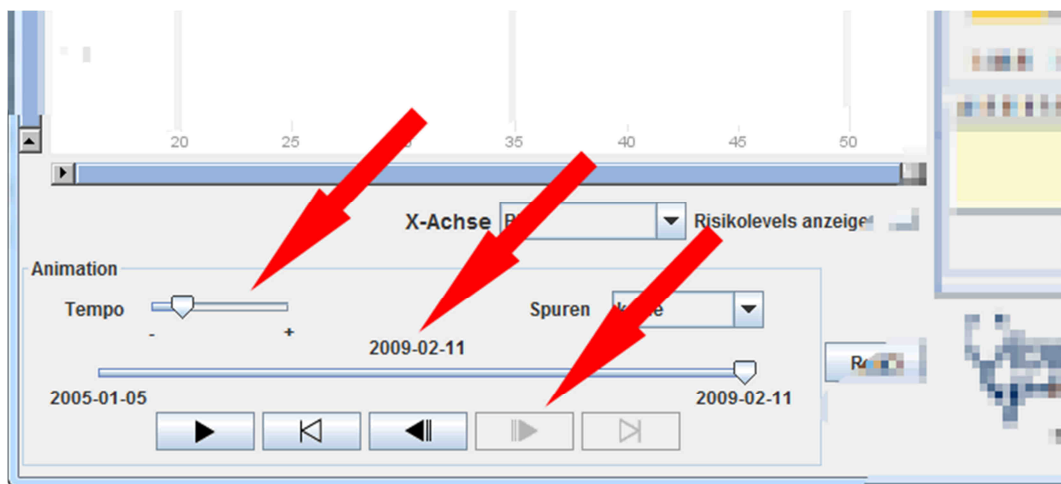 20 25 35 40 45 50
X-Achse Risikolevels anzeigen
Animation
Tempo Spuren keine
- +
2009-02-11
2005-01-05 2009-02-11